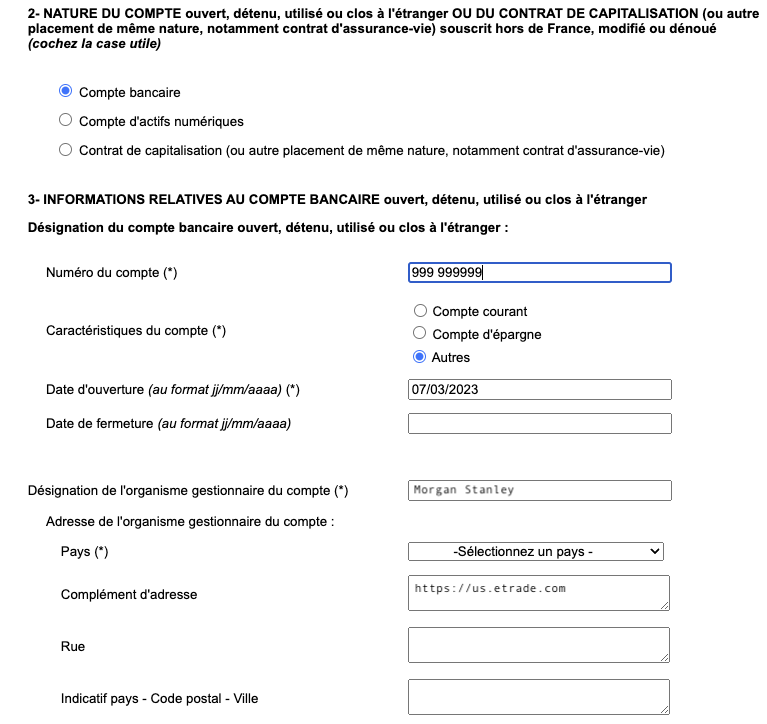 2- NATURE DU COMPTE ouvert, détenu, utilisé ou clos à l'étranger OU DU CONTRAT DE CAPITALISATION (ou autre
placement de même nature, notamment contrat d'assurance-vie) souscrit hors de France, modifié ou dénoué
(cochez la case utile)
Compte bancaire
Compte d'actifs numériques
Contrat de capitalisation (ou autre placement de même nature, notamment contrat d'assurance-vie)
3- INFORMATIONS RELATIVES AU COMPTE BANCAIRE ouvert, détenu, utilisé ou clos à l'étranger
Désignation du compte bancaire ouvert, détenu, utilisé ou clos à l'étranger :
Numéro du compte (*) 999 999999
Compte courant
Caractéristiques du compte (*) Compte d'épargne
Autres
Date d'ouverture (au format jj/mm/aaaa) (*) 07/03/2023
Date de fermeture (au format jj/mm/aaaa)
Désignation de l'organisme gestionnaire du compte (*) Morgan Stanley
Adresse de l'organisme gestionnaire du compte :
Pays (*) -Sélectionnez un pays -
Complément d'adresse https://us.etrade.com
Rue
Indicatif pays - Code postal - Ville